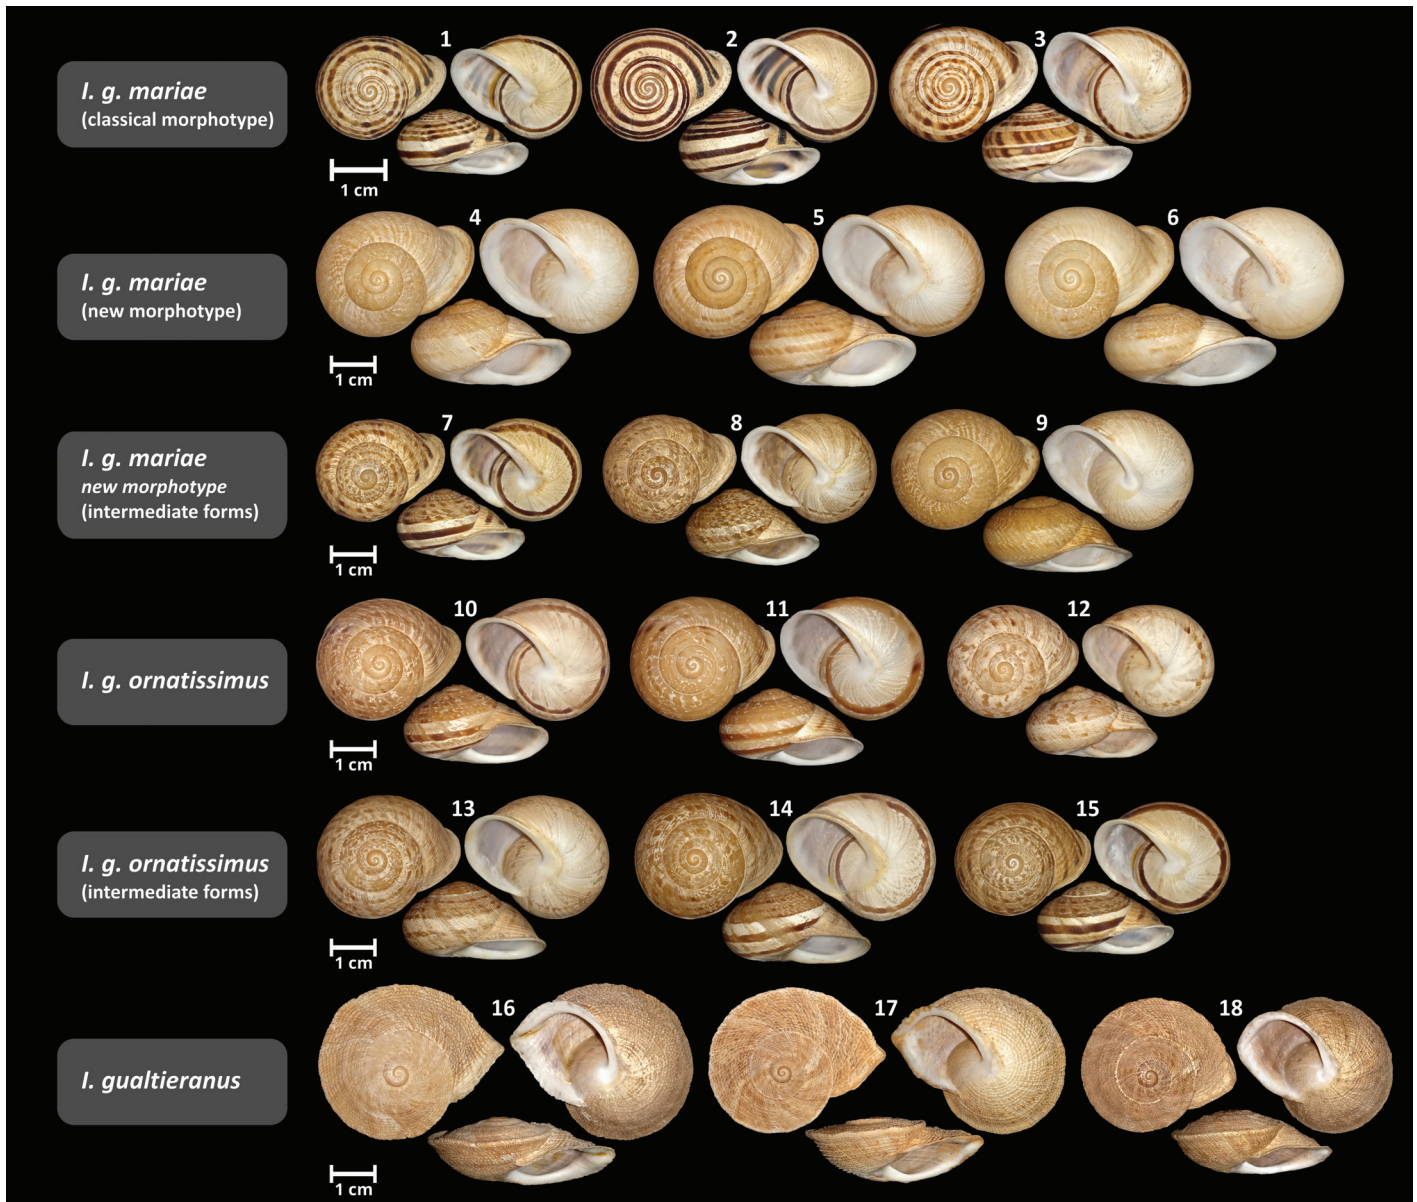 I. g. mariae
(classical morphotype)
1
2
3
1 cm
I. g. mariae
(new morphotype)
4
5
6
1 cm
I. g. mariae
new morphotype
(intermediate forms)
7
8
9
1 cm
I. g. ornatissimus
10
11
12
1 cm
I. g. ornatissimus
(intermediate forms)
13
14
15
1 cm
I. gualtieranus
16
17
18
1 cm